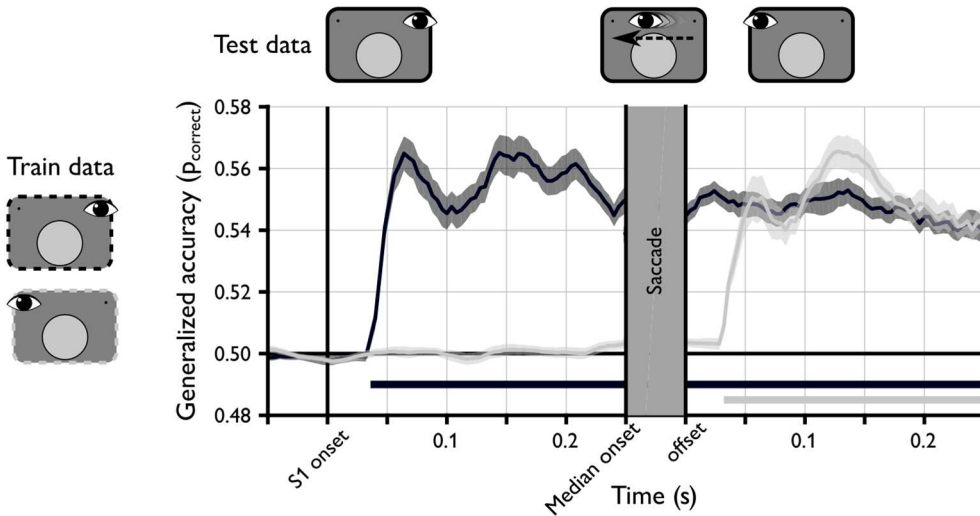 Test data
Train data
Generalized accuracy (pcorrect)
0.58
0.56
0.54
0.52
0.50
0.48
Saccade
S1 onset
0.1
0.2
Median onset
offset
0.1
0.2
Time (s)